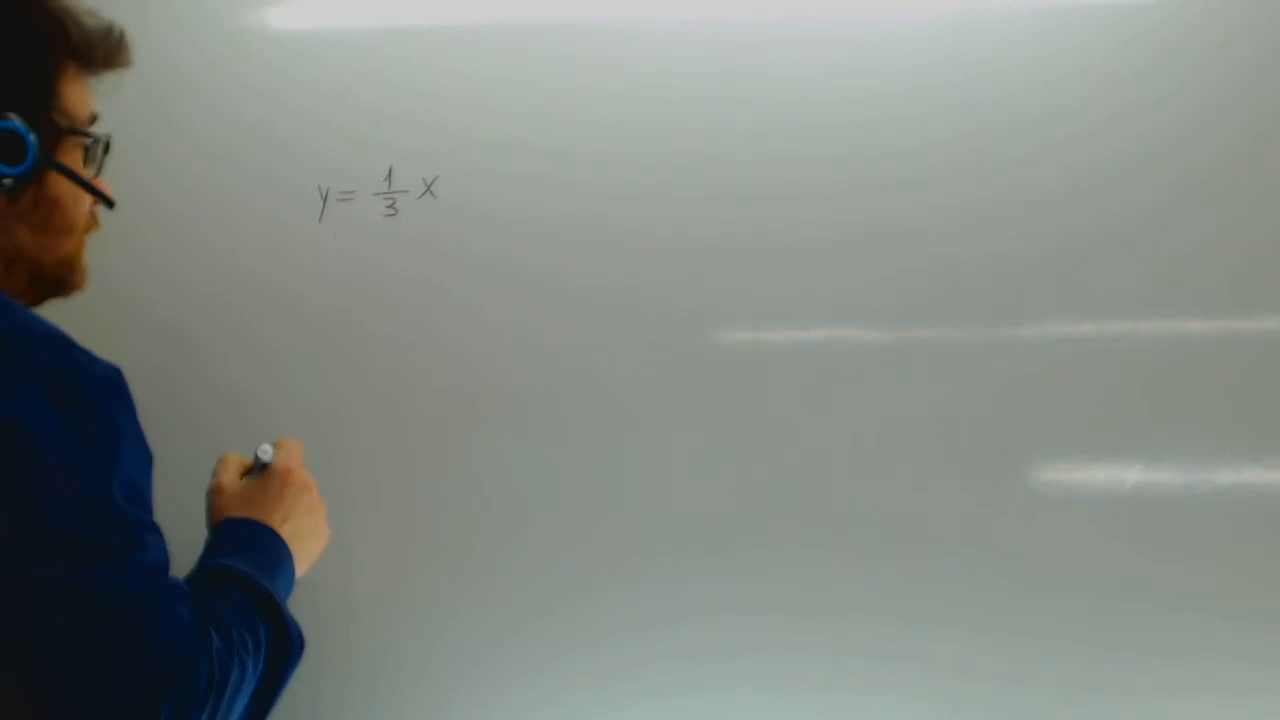 y = 1/3 x